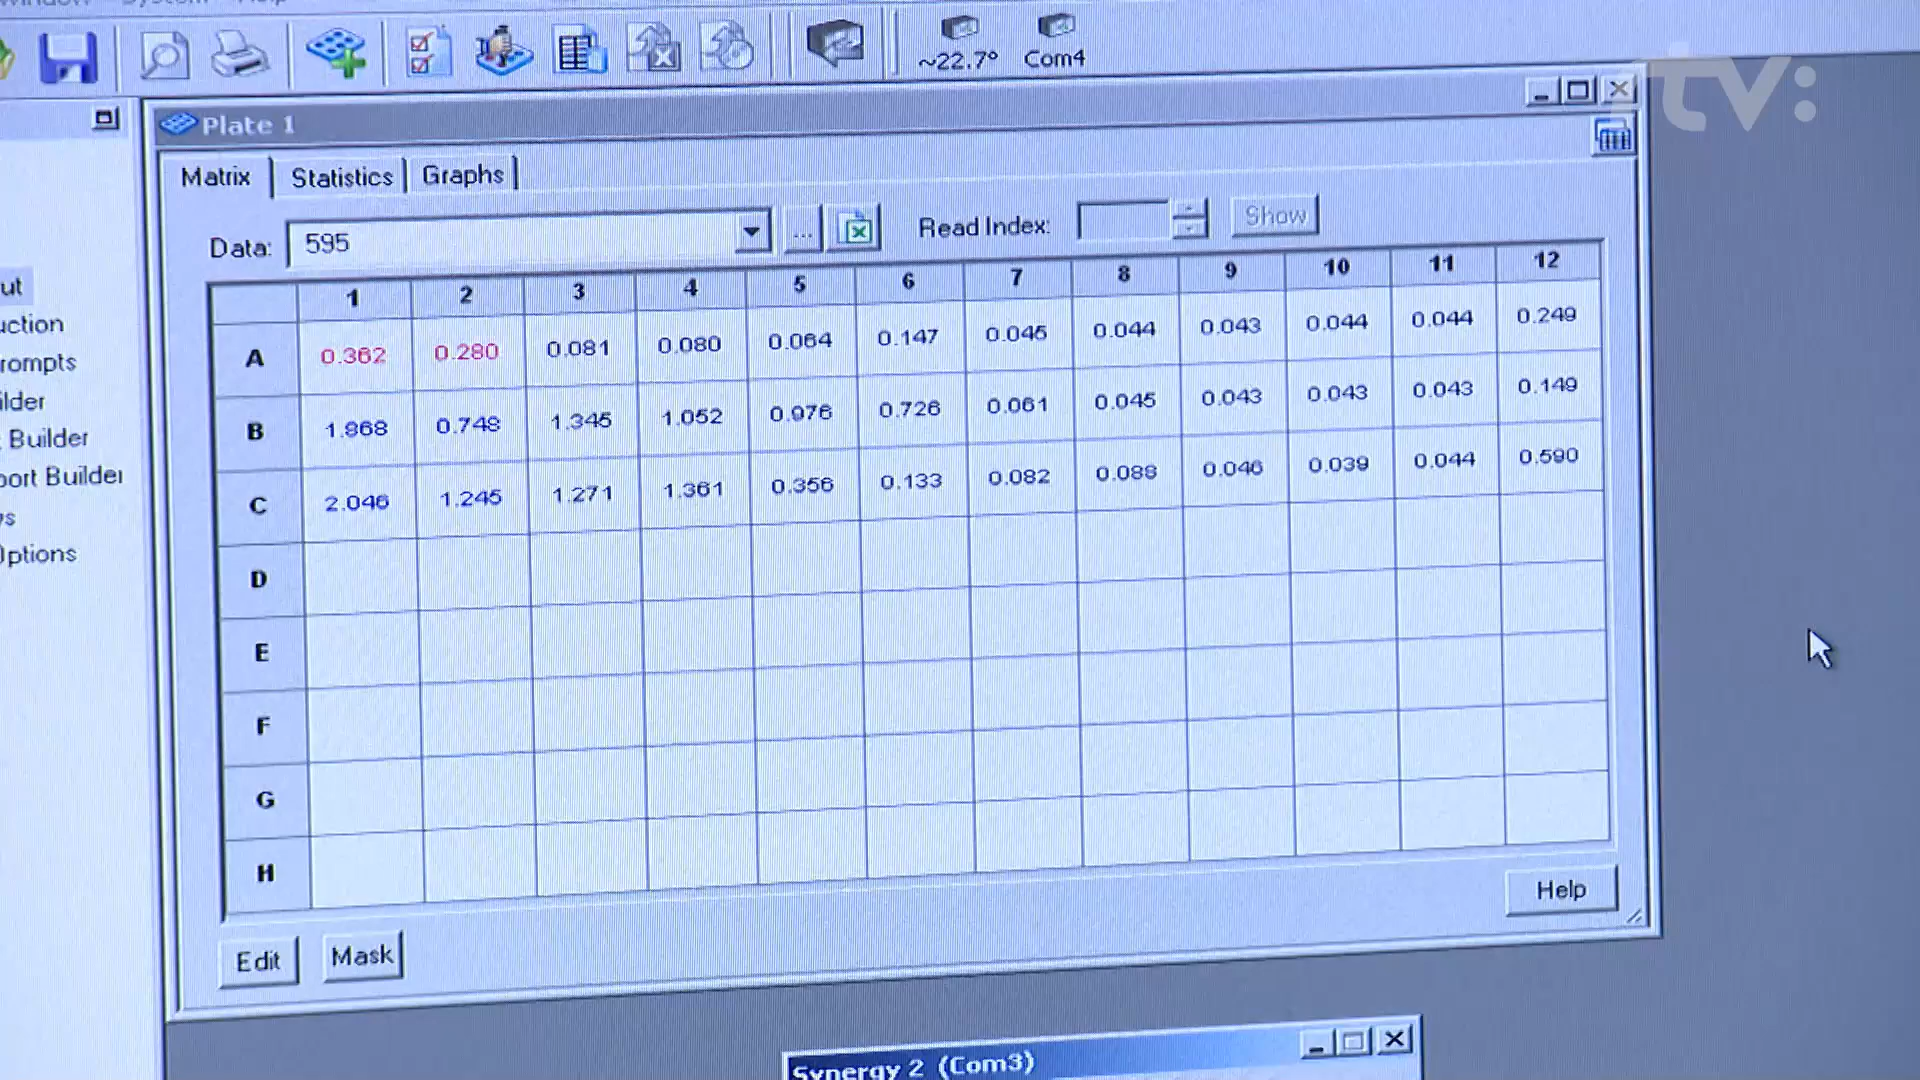 ~22.7° Com4
tv:
Plate 1
Matrix Statistics Graphs
Data: 595 ... Read Index: Show
1 2 3 4 5 6 7 8 9 10 11 12
A 0.362 0.280 0.081 0.080 0.064 0.147 0.045 0.044 0.043 0.044 0.044 0.249
B 1.868 0.748 1.345 1.052 0.976 0.726 0.061 0.045 0.043 0.043 0.043 0.149
C 2.046 1.245 1.271 1.361 0.356 0.133 0.082 0.088 0.046 0.039 0.044 0.590
D
E
F
G
H
Edit Mask Help
ut
uction
rompts
ilder
Builder
port Builder
s
Options
Synergy 2 (Com3)